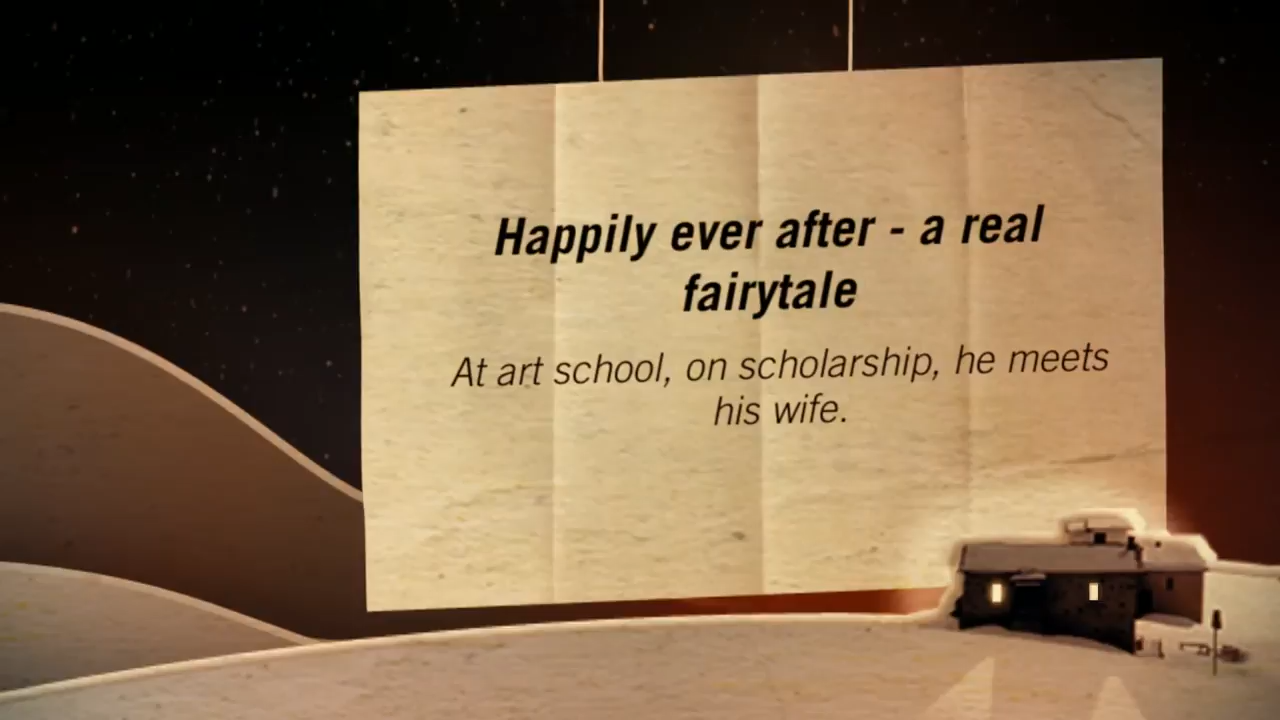 Happily ever after - a real
fairytale
At art school, on scholarship, he meets
his wife.